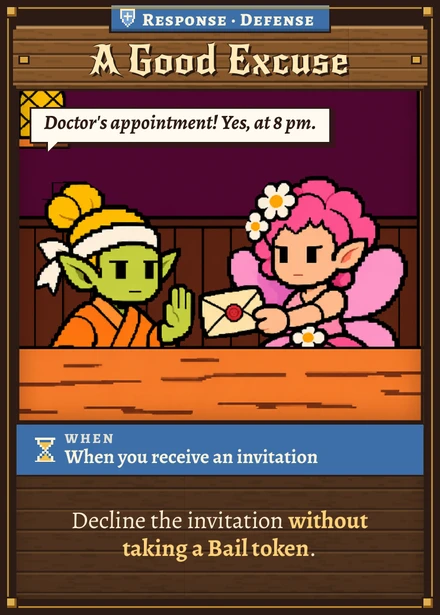 Response · Defense
A Good Excuse
Doctor's appointment! Yes, at 8 pm.
WHEN
When you receive an invitation
Decline the invitation without
taking a Bail token.